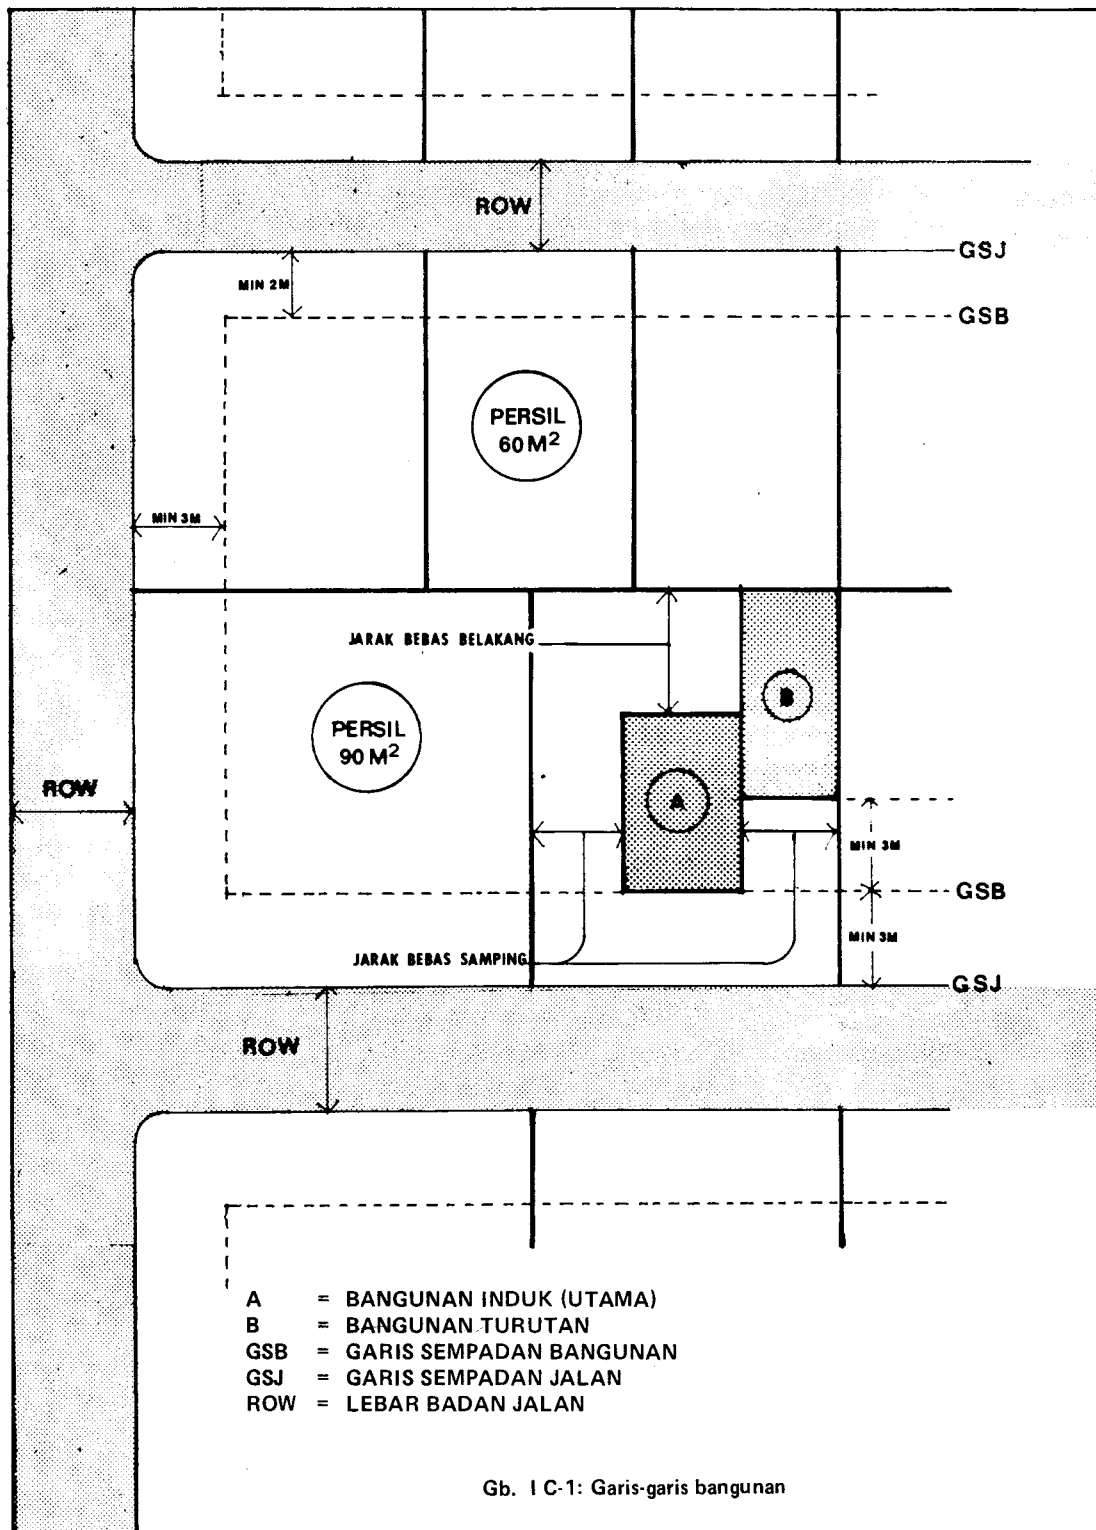 ROW
GSJ
MIN 2M
GSB
PERSIL
60 M²
MIN 3M
JARAK BEBAS BELAKANG
B
PERSIL
90 M²
ROW
A
MIN 3M
GSB
MIN 3M
JARAK BEBAS SAMPING
GSJ
ROW
A = BANGUNAN INDUK (UTAMA)
B = BANGUNAN TURUTAN
GSB = GARIS SEMPADAN BANGUNAN
GSJ = GARIS SEMPADAN JALAN
ROW = LEBAR BADAN JALAN
Gb. I C-1: Garis-garis bangunan